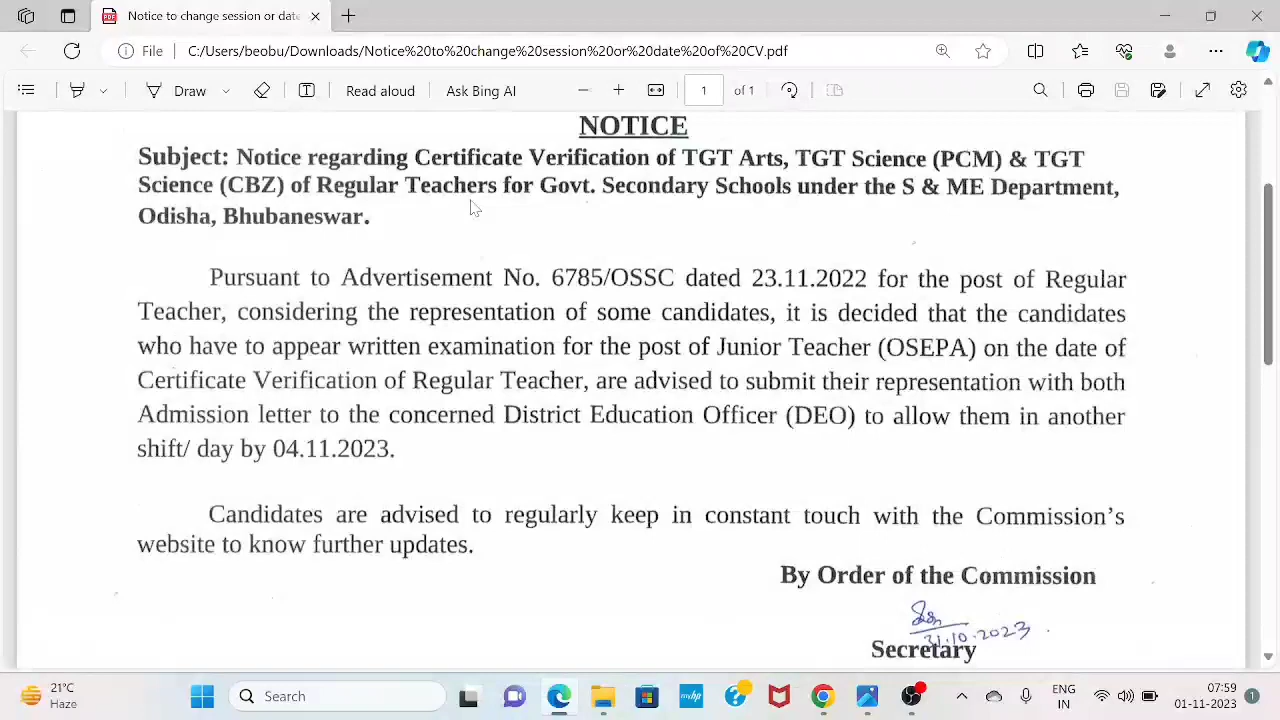 Notice to change session or date
File
C:/Users/beobu/Downloads/Notice%20to%20change%20session%20or%20date%20of%20CV.pdf
Draw
Read aloud
Ask Bing AI
1
of 1
NOTICE
Subject: Notice regarding Certificate Verification of TGT Arts, TGT Science (PCM) & TGT
Science (CBZ) of Regular Teachers for Govt. Secondary Schools under the S & ME Department,
Odisha, Bhubaneswar.
Pursuant to Advertisement No. 6785/OSSC dated 23.11.2022 for the post of Regular
Teacher, considering the representation of some candidates, it is decided that the candidates
who have to appear written examination for the post of Junior Teacher (OSEPA) on the date of
Certificate Verification of Regular Teacher, are advised to submit their representation with both
Admission letter to the concerned District Education Officer (DEO) to allow them in another
shift/ day by 04.11.2023.
Candidates are advised to regularly keep in constant touch with the Commission's
website to know further updates.
By Order of the Commission
31.10.2023
Secretary
21°C
Haze
Search
myhp
ENG
IN
07:59
01-11-2023
1